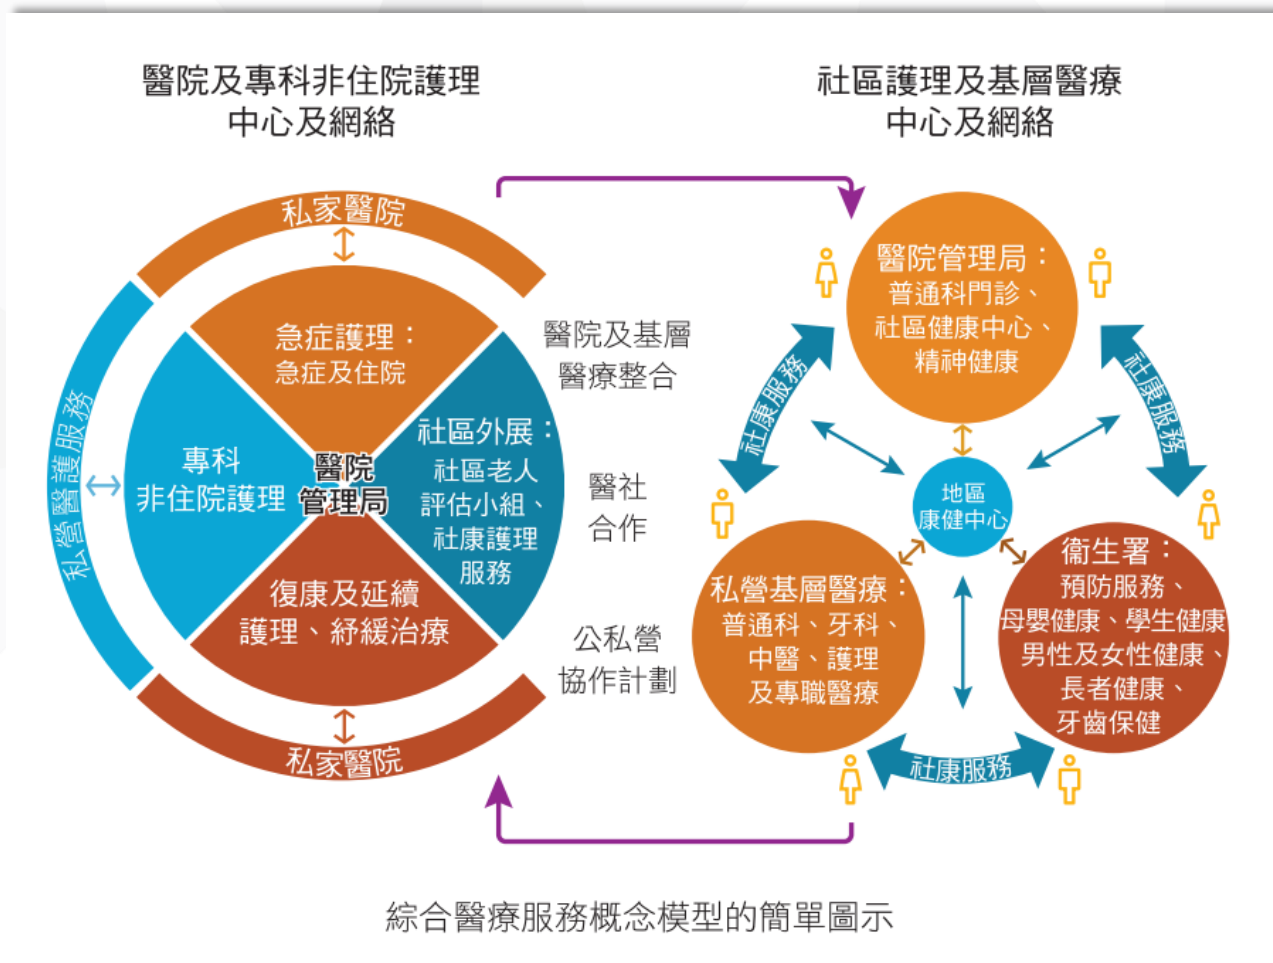 醫院及專科非住院護理
中心及網絡
私家醫院
急症護理：
急症及住院
私營醫護服務
專科
非住院護理
醫院
管理局
社區外展：
社區老人
評估小組、
社康護理
服務
復康及延續
護理、紓緩治療
私家醫院
醫院及基層
醫療整合
醫社
合作
公私營
協作計劃
社區護理及基層醫療
中心及網絡
醫院管理局：
普通科門診、
社區健康中心、
精神健康
社康服務
社康服務
地區
康健中心
私營基層醫療：
普通科、牙科、
中醫、護理
及專職醫療
衞生署：
預防服務、
母嬰健康、學生健康
男性及女性健康、
長者健康、
牙齒保健
社康服務
綜合醫療服務概念模型的簡單圖示